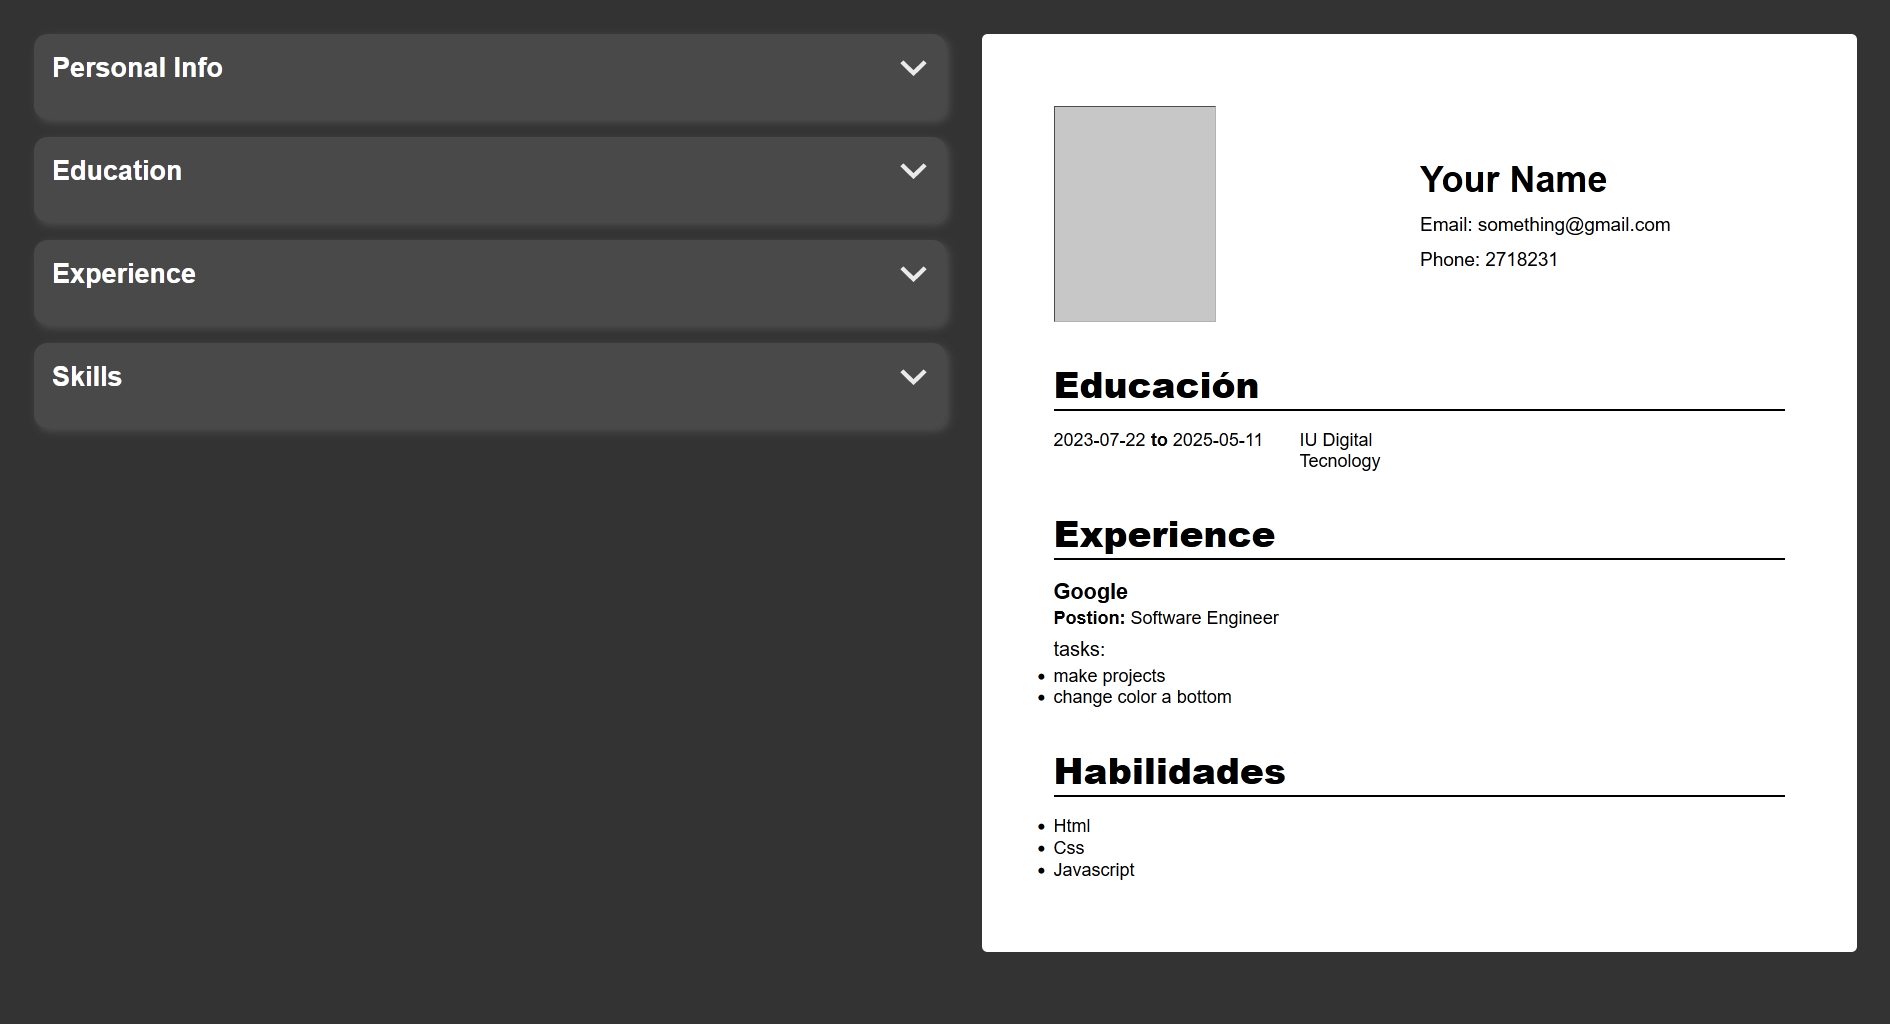 Personal Info
Education
Experience
Skills
Your Name
Email: something@gmail.com
Phone: 2718231
Educación
2023-07-22 to 2025-05-11 IU Digital
Tecnology
Experience
Google
Postion: Software Engineer
tasks:
make projects
change color a bottom
Habilidades
Html
Css
Javascript